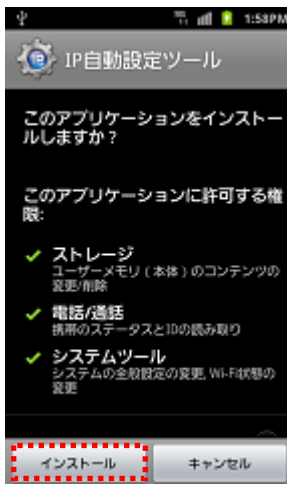 1:58PM
IP自動設定ツール
このアプリケーションをインストー
ルしますか？
このアプリケーションに許可する権
限:
ストレージ
ユーザーメモリ(本体)のコンテンツの
変更/削除
電話/通話
携帯のステータスとIDの読み取り
システムツール
システムの全般設定の変更, Wi-Fi状態の
変更
インストール
キャンセル